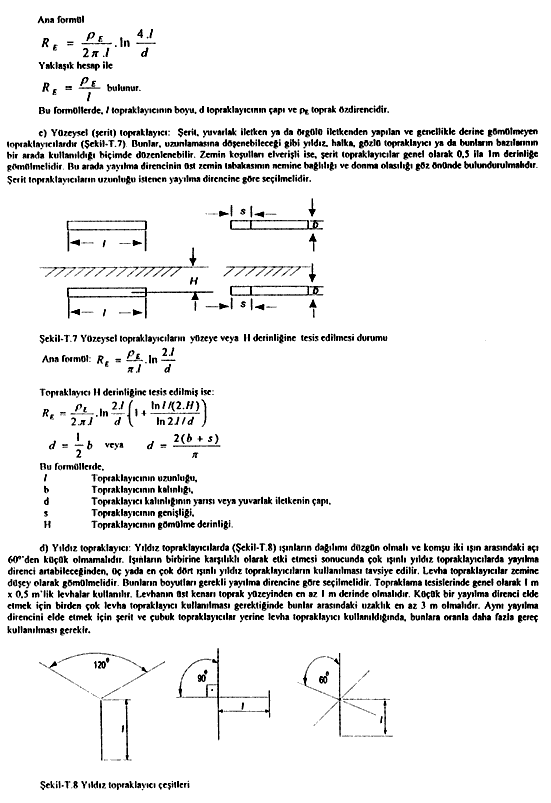 Ana formül
R E = ρ E / 2π.l . ln 4.l / d
Yaklaşık hesap ile
R E = ρ E / l bulunur.
Bu formüllerde, l topraklayıcının boyu, d topraklayıcının çapı ve ρE toprak özdirencidir.
c) Yüzeysel (şerit) topraklayıcı: Şerit, yuvarlak iletken ya da örgülü iletkenden yapılan ve genellikle derine gömülmeyen
topraklayıcılardır (Şekil-T.7). Bunlar, uzunlamasına döşenebileceği gibi yıldız, halka, gözlü topraklayıcı ya da bunların bazılarının
bir arada kullanıldığı biçimde düzenlenebilir. Zemin koşulları elverişli ise, şerit topraklayıcılar genel olarak 0,5 ila 1m derinliğe
gömülmelidir. Bu arada yayılma direncinin üst zemin tabakasının nemine bağlılığı ve donma olasılığı göz önünde bulundurulmalıdır.
Şerit topraklayıcıların uzunluğu istenen yayılma direncine göre seçilmelidir.
s
b
l
H
l
s
b
Şekil-T.7 Yüzeysel topraklayıcıların yüzeye veya H derinliğine tesis edilmesi durumu
Ana formül: R E = ρ E / π.l . ln 2.l / d
Topraklayıcı H derinliğine tesis edilmiş ise:
R E = ρ E / 2.π.l . ln 2.l / d . (1 + ln l/(2.H) / ln 2.l/d)
d = 1/2 b veya d = 2(b + s) / π
Bu formüllerde,
l Topraklayıcının uzunluğu,
b Topraklayıcının kalınlığı,
d Topraklayıcı kalınlığının yarısı veya yuvarlak iletkenin çapı,
s Topraklayıcının genişliği,
H Topraklayıcının gömülme derinliği.
d) Yıldız topraklayıcı: Yıldız topraklayıcılarda (Şekil-T.8) ışınların dağılımı düzgün olmalı ve komşu iki ışın arasındaki açı
60°'den küçük olmamalıdır. Işınların birbirine karşılıklı olarak etki etmesi sonucunda çok ışınlı yıldız topraklayıcılarda yayılma
direnci artabileceğinden, üç yada en çok dört ışınlı yıldız topraklayıcıların kullanılması tavsiye edilir. Levha topraklayıcılar zemine
düşey olarak gömülmelidir. Bunların boyutları gerekli yayılma direncine göre seçilmelidir. Topraklama tesislerinde genel olarak 1 m
x 0,5 m'lik levhalar kullanılır. Levhanın üst kenarı toprak yüzeyinden en az 1 m derinde olmalıdır. Küçük bir yayılma direnci elde
etmek için birden çok levha topraklayıcı kullanılması gerektiğinde bunlar arasındaki uzaklık en az 3 m olmalıdır. Aynı yayılma
direncini elde etmek için şerit ve çubuk topraklayıcılar yerine levha topraklayıcı kullanıldığında, bunlara oranla daha fazla gereç
kullanılması gerekir.
120°
90°
60°
l
l
l
Şekil-T.8 Yıldız topraklayıcı çeşitleri